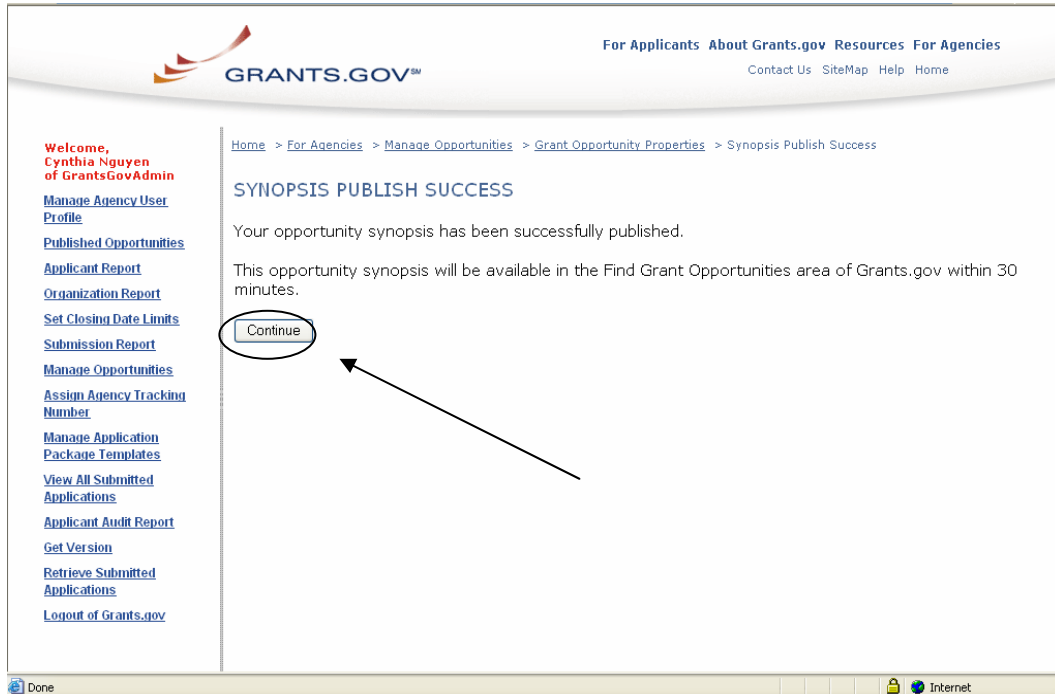 For Applicants About Grants.gov Resources For Agencies
GRANTS.GOV℠
Contact Us SiteMap Help Home
Welcome,
Cynthia Nguyen
of GrantsGovAdmin
Manage Agency User
Profile
Published Opportunities
Applicant Report
Organization Report
Set Closing Date Limits
Submission Report
Manage Opportunities
Assign Agency Tracking
Number
Manage Application
Package Templates
View All Submitted
Applications
Applicant Audit Report
Get Version
Retrieve Submitted
Applications
Logout of Grants.gov
Home > For Agencies > Manage Opportunities > Grant Opportunity Properties > Synopsis Publish Success
SYNOPSIS PUBLISH SUCCESS
Your opportunity synopsis has been successfully published.
This opportunity synopsis will be available in the Find Grant Opportunities area of Grants.gov within 30
minutes.
Continue
Done
Internet